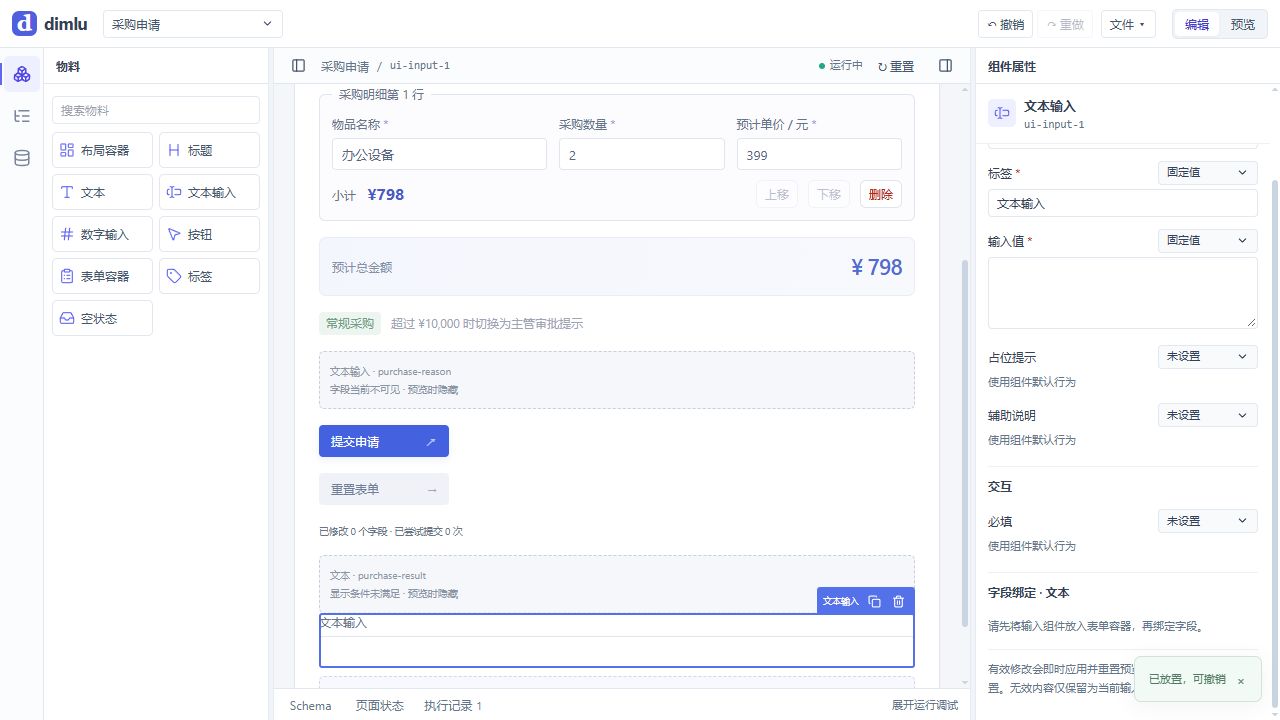 d dimlu
采购申请
撤销
重做
文件
编辑
预览
物料
采购申请 / ui-input-1
运行中
重置
组件属性
搜索物料
布局容器
标题
文本
文本输入
数字输入
按钮
表单容器
标签
空状态
采购明细第 1 行
物品名称 *
采购数量 *
预计单价 / 元 *
办公设备
2
399
小计 ¥798
上移
下移
删除
预计总金额
¥ 798
常规采购
超过 ¥10,000 时切换为主管审批提示
文本输入 · purchase-reason
字段当前不可见 · 预览时隐藏
提交申请 ↗
重置表单 →
已修改 0 个字段 · 已尝试提交 0 次
文本 · purchase-result
显示条件未满足 · 预览时隐藏
文本输入
文本输入
Schema
页面状态
执行记录 1
展开运行调试
文本输入
ui-input-1
标签 *
固定值
文本输入
输入值 *
固定值
占位提示
未设置
使用组件默认行为
辅助说明
未设置
使用组件默认行为
交互
必填
未设置
使用组件默认行为
字段绑定 · 文本
请先将输入组件放入表单容器，再绑定字段。
有效修改会即时应用并重置预
置。无效内容仅保留为当前输
已放置，可撤销 ×